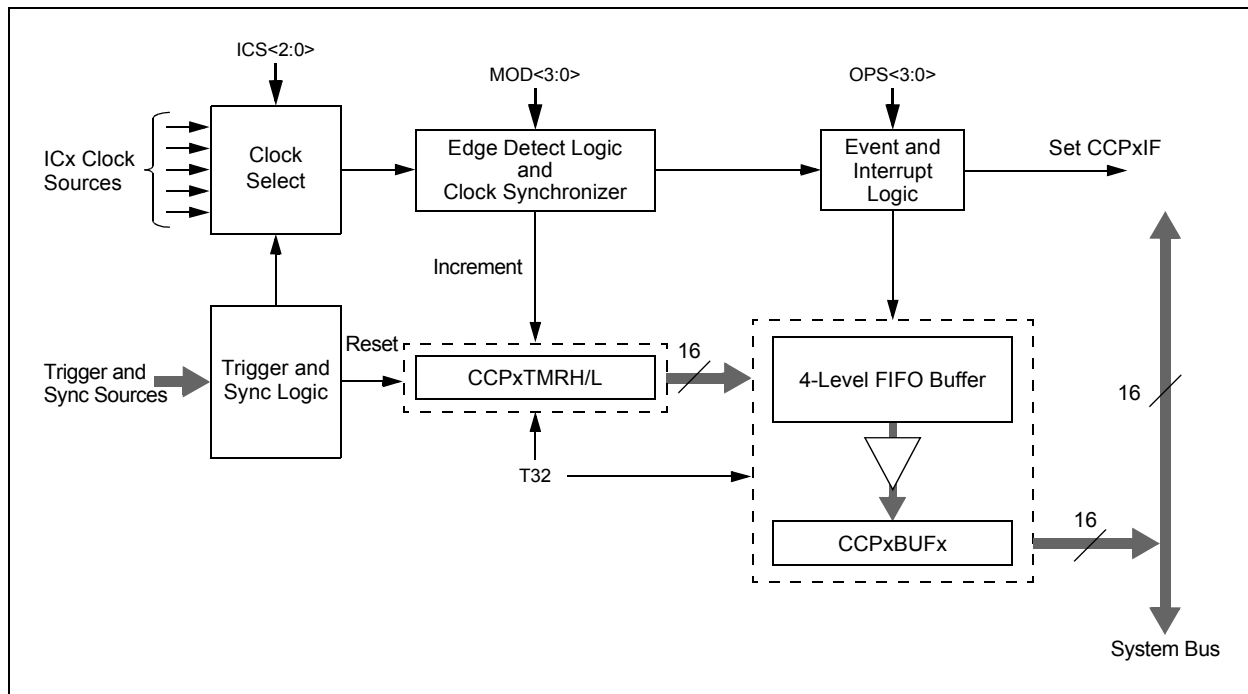 ICS<2:0>
MOD<3:0>
OPS<3:0>
ICx Clock
Sources
Clock
Select
Edge Detect Logic
and
Clock Synchronizer
Event and
Interrupt
Logic
Set CCPxIF
Increment
Trigger and
Sync Sources
Trigger and
Sync Logic
Reset
CCPxTMRH/L
16
4-Level FIFO Buffer
16
T32
CCPxBUFx
16
System Bus